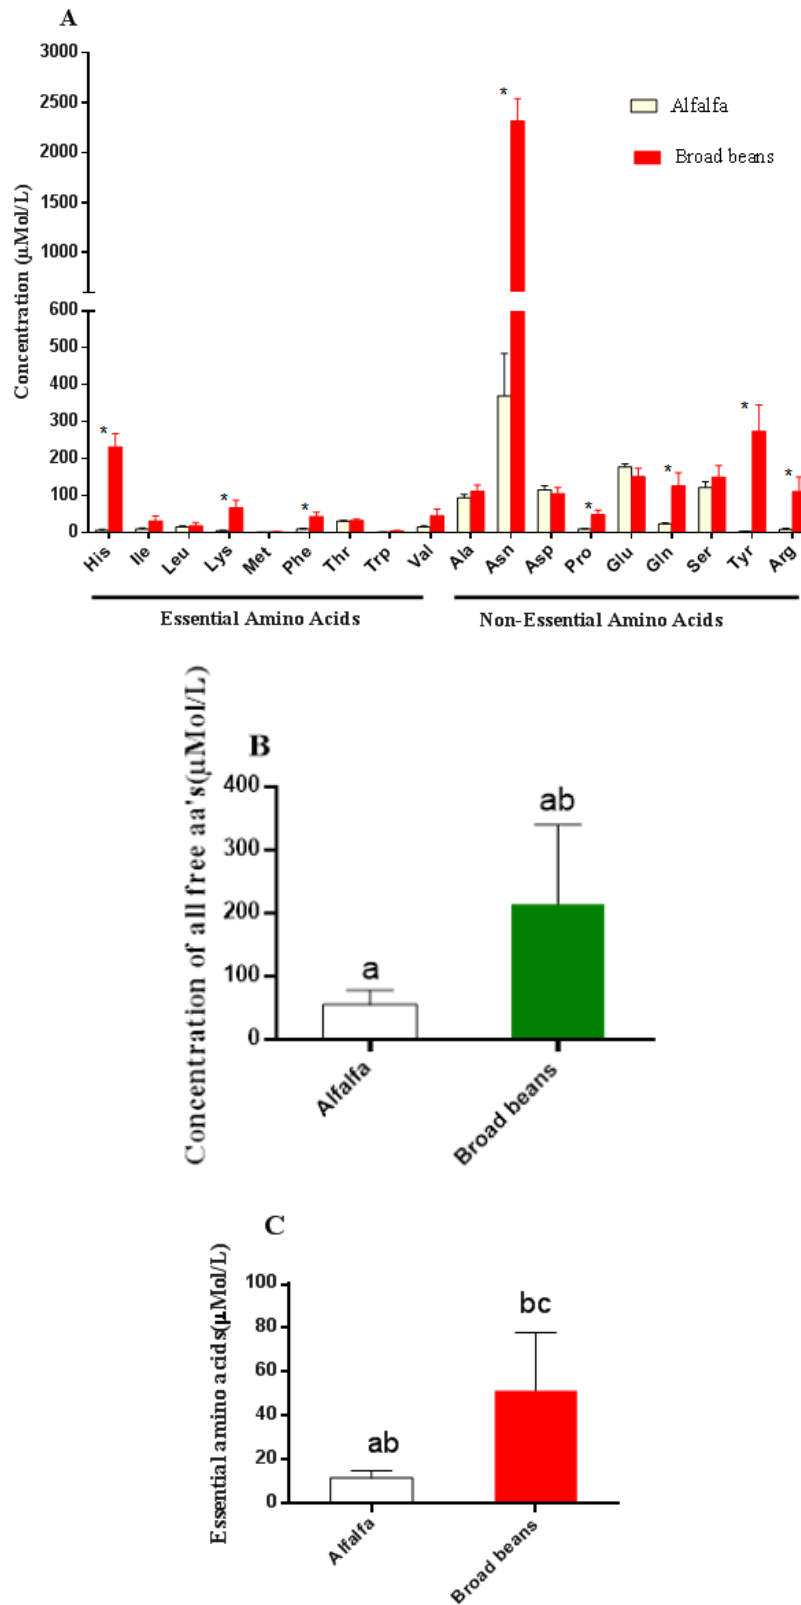 A
3000
2500
2000
1500
1000
600
500
400
300
200
100
0
Concentration (µMol/L)
Alfalfa
Broad beans
*
*
*
*
*
*
*
*
His
Ile
Leu
Lys
Met
Phe
Thr
Trp
Val
Ala
Asn
Asp
Pro
Glu
Gln
Ser
Tyr
Arg
Essential Amino Acids
Non-Essential Amino Acids
B
Concentration of all free aa's(µMol/L)
400
300
200
100
0
a
ab
Alfalfa
Broad beans
C
Essential amino acids(µMol/L)
100
80
60
40
20
0
ab
bc
Alfalfa
Broad beans